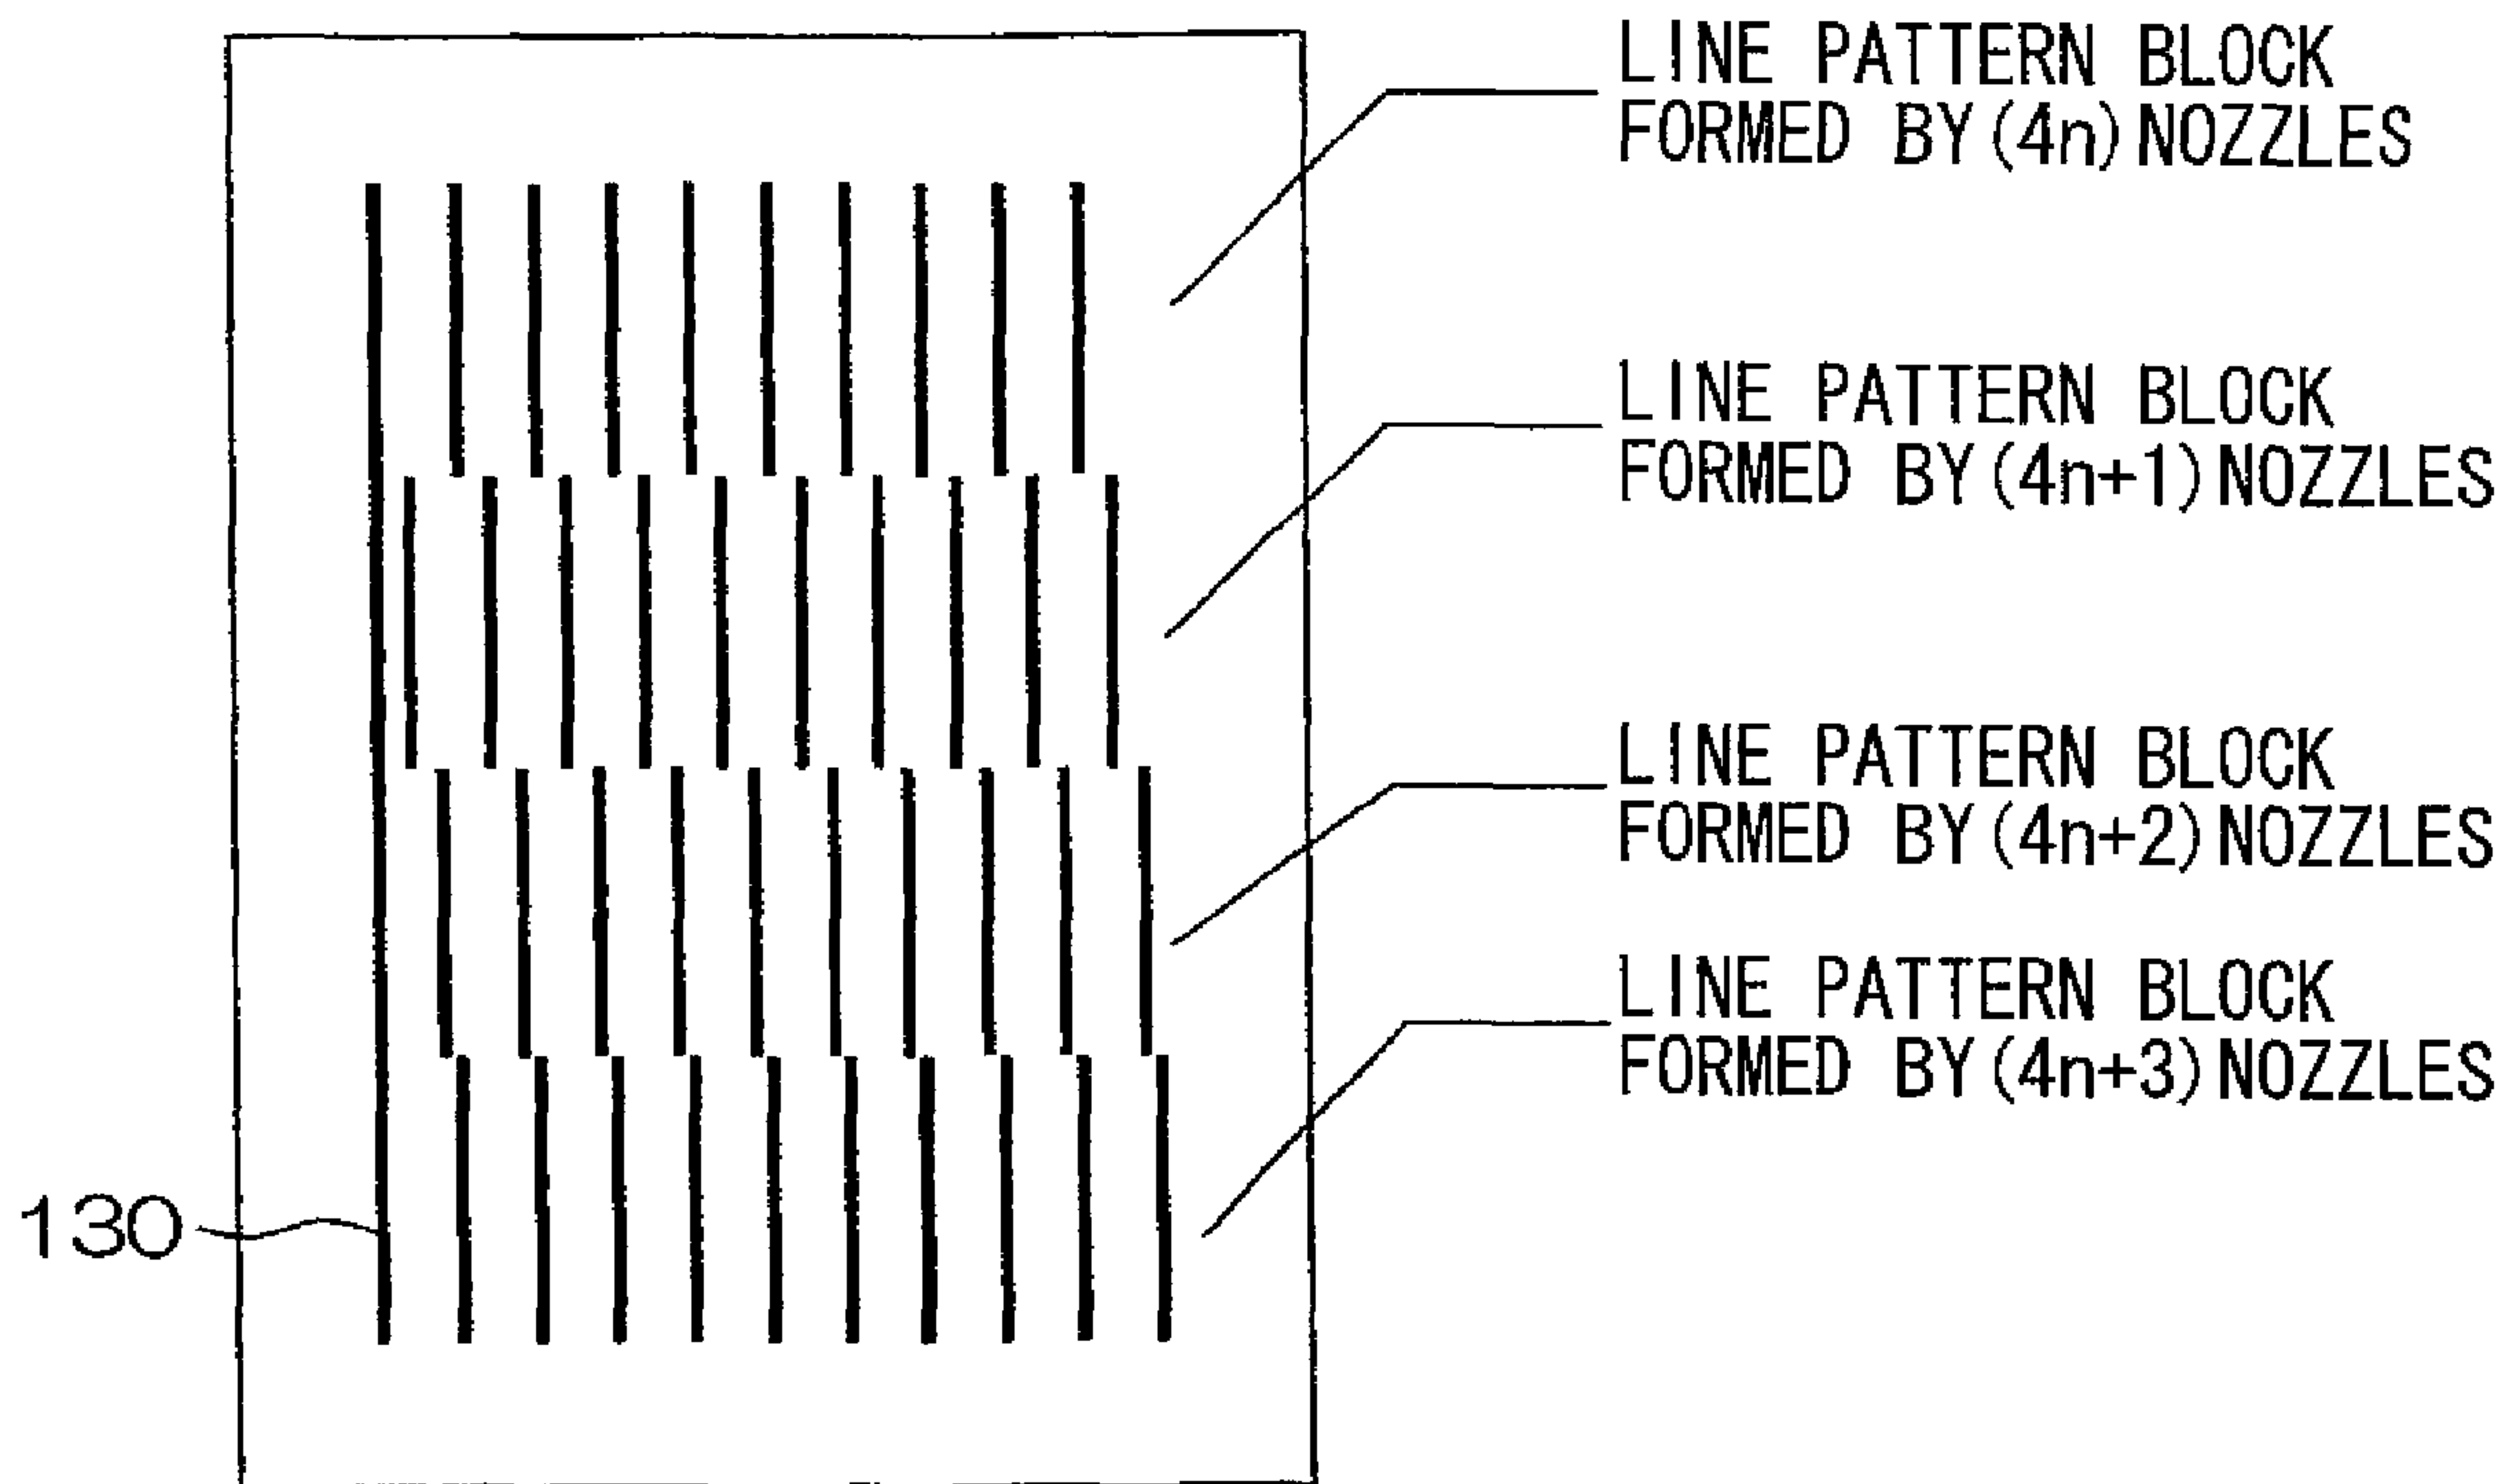 LINE PATTERN BLOCK
FORMED BY(4n)NOZZLES
LINE PATTERN BLOCK
FORMED BY(4n+1)NOZZLES
LINE PATTERN BLOCK
FORMED BY(4n+2)NOZZLES
LINE PATTERN BLOCK
FORMED BY(4n+3)NOZZLES
130